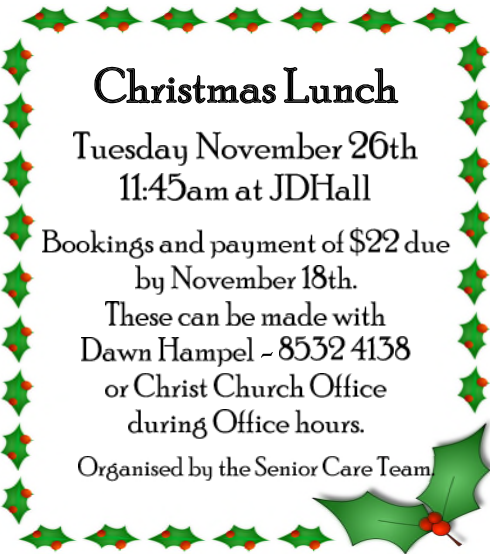 Christmas Lunch
Tuesday November 26th
11:45am at JDHall
Bookings and payment of $22 due
by November 18th.
These can be made with
Dawn Hampel ~ 8532 4138
or Christ Church Office
during Office hours.
Organised by the Senior Care Team.